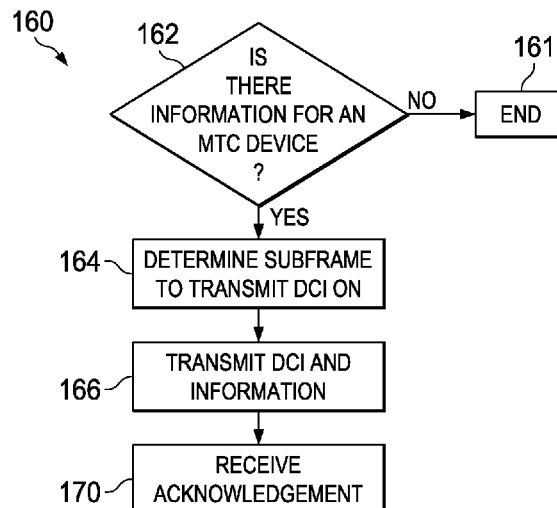 160
162
IS
THERE
INFORMATION FOR AN
MTC DEVICE
?
NO
161
END
YES
164
DETERMINE SUBFRAME
TO TRANSMIT DCI ON
166
TRANSMIT DCI AND
INFORMATION
170
RECEIVE
ACKNOWLEDGEMENT